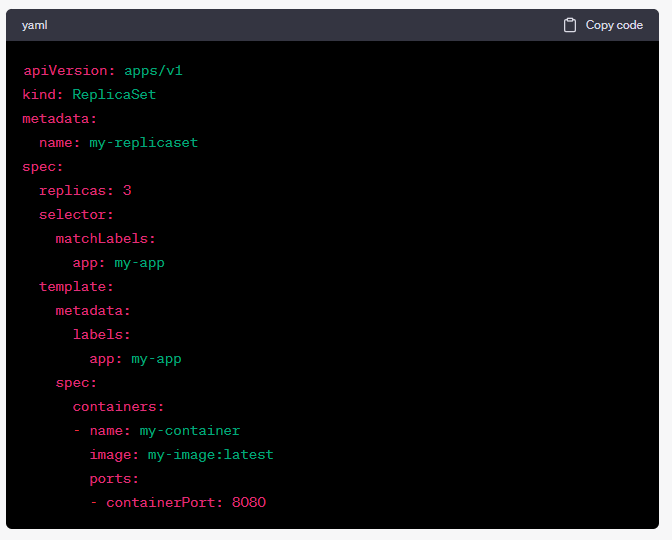 yaml
Copy code
apiVersion: apps/v1
kind: ReplicaSet
metadata:
  name: my-replicaset
spec:
  replicas: 3
  selector:
    matchLabels:
      app: my-app
  template:
    metadata:
      labels:
        app: my-app
    spec:
      containers:
      - name: my-container
        image: my-image:latest
        ports:
        - containerPort: 8080